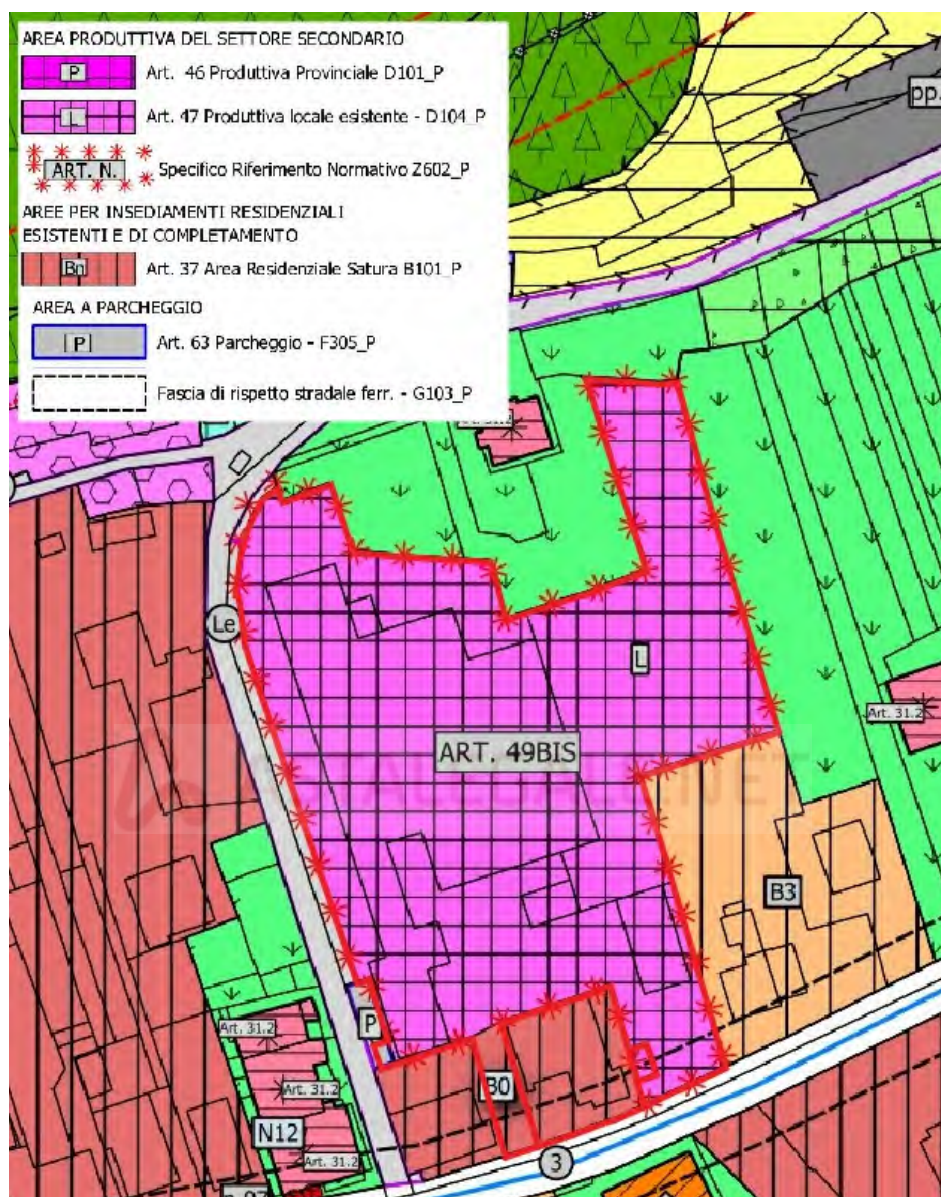 AREA PRODUTTIVA DEL SETTORE SECONDARIO
P Art. 46 Produttiva Provinciale D101_P
L Art. 47 Produttiva locale esistente - D104_P
ART. N. Specifico Riferimento Normativo Z602_P
AREE PER INSEDIAMENTI RESIDENZIALI
ESISTENTI E DI COMPLETAMENTO
Bn Art. 37 Area Residenziale Satura B101_P
AREA A PARCHEGGIO
[P] Art. 63 Parcheggio - F305_P
Fascia di rispetto stradale ferr. - G103_P
pp.
Le
L
Art. 31.2
ART. 49BIS
B3
P
Art. 31.2
B0
Art. 31.2
N12
Art. 31.2
3